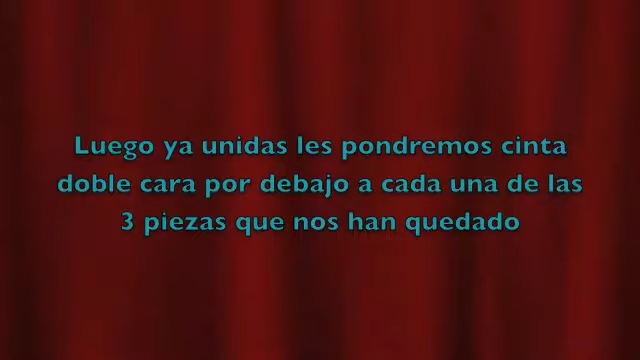 Luego ya unidas les pondremos cinta
doble cara por debajo a cada una de las
3 piezas que nos han quedado